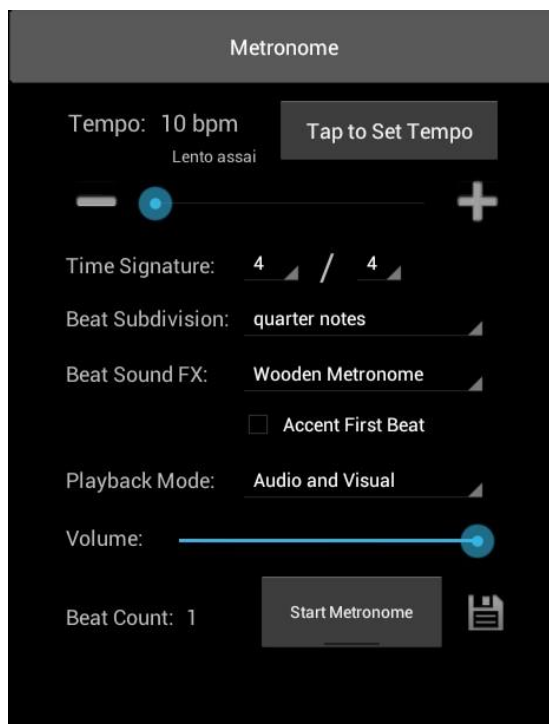 Metronome
Tempo: 10 bpm
Tap to Set Tempo
Lento assai
Time Signature: 4 / 4
Beat Subdivision: quarter notes
Beat Sound FX: Wooden Metronome
Accent First Beat
Playback Mode: Audio and Visual
Volume:
Beat Count: 1
Start Metronome